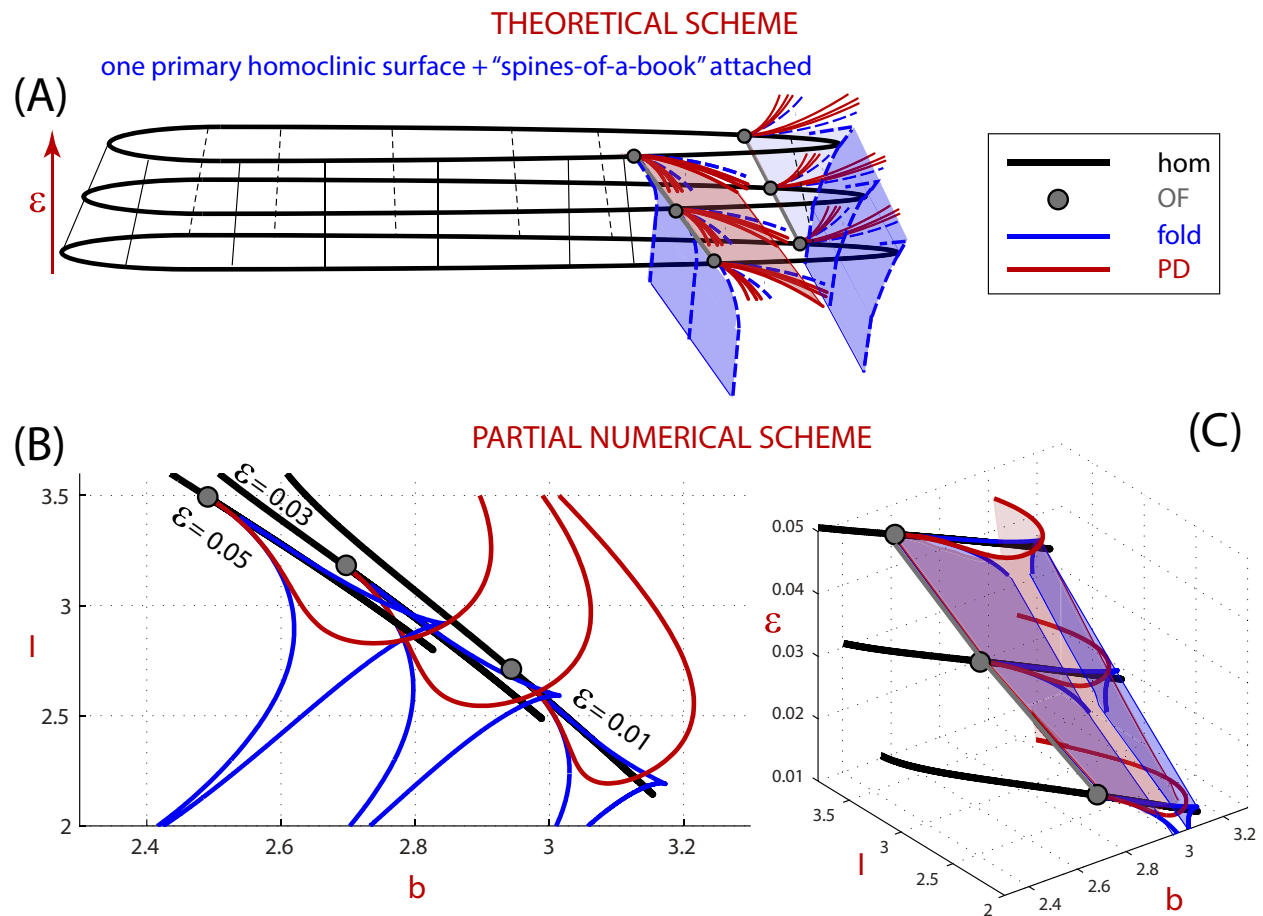 THEORETICAL SCHEME
one primary homoclinic surface + “spines-of-a-book” attached
(A)
ε
hom
OF
fold
PD
(B)
PARTIAL NUMERICAL SCHEME
(C)
ε= 0.03
ε= 0.05
ε= 0.01
3.5
3
2.5
2
I
2.4
2.6
2.8
3
3.2
b
0.05
0.04
0.03
0.02
0.01
ε
3.5
3
2.5
2
I
2.4
2.6
2.8
3
3.2
b